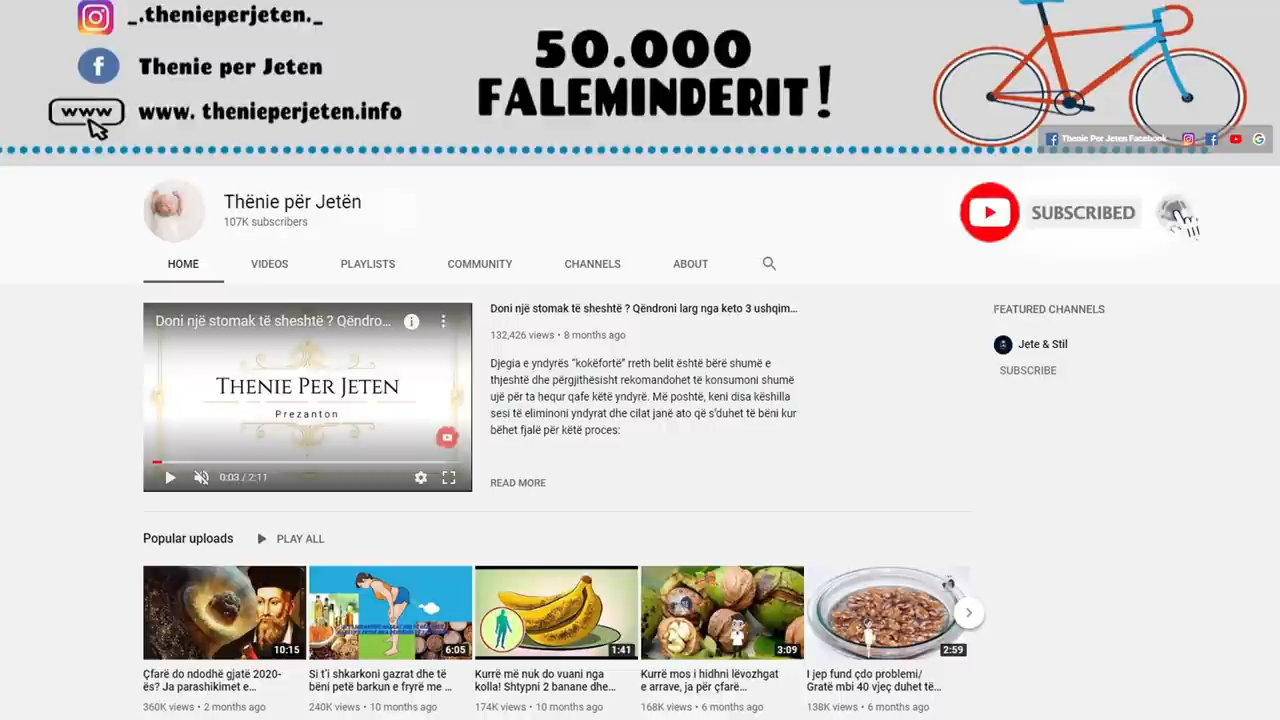 _.thenieperjeten._
Thenie per Jeten
www
www. thenieperjeten.info
50.000
FALEMINDERIT!
Thenie Per Jeten Facebook
Thënie për Jetën
107K subscribers
SUBSCRIBED
HOME VIDEOS PLAYLISTS COMMUNITY CHANNELS ABOUT
Doni një stomak të sheshtë ? Qëndro...
THENIE PER JETEN
Prezanton
0:03 / 2:11
Doni një stomak të sheshtë ? Qëndroni larg nga keto 3 ushqim...
132,426 views • 8 months ago
Djegia e yndyrës “kokëfortë” rreth belit është bërë shumë e
thjeshtë dhe përgjithësisht rekomandohet të konsumoni shumë
ujë për ta hequr qafe këtë yndyrë. Më poshtë, keni disa këshilla
sesi të eliminoni yndyrat dhe cilat janë ato që s'duhet të bëni kur
bëhet fjalë për këtë proces:
READ MORE
FEATURED CHANNELS
Jete & Stil
SUBSCRIBE
Popular uploads PLAY ALL
10:15
6:05
1:41
3:09
2:59
Çfarë do ndodhë gjatë 2020-
ës? Ja parashikimet e...
360K views • 2 months ago
Si t'i shkarkoni gazrat dhe të
bëni petë barkun e fryrë me ...
240K views • 10 months ago
Kurrë më nuk do vuani nga
kolla! Shtypni 2 banane dhe...
174K views • 10 months ago
Kurrë mos i hidhni lëvozhgat
e arrave, ja për çfarë...
168K views • 6 months ago
I jep fund çdo problemi/
Gratë mbi 40 vjeç duhet të...
138K views • 6 months ago